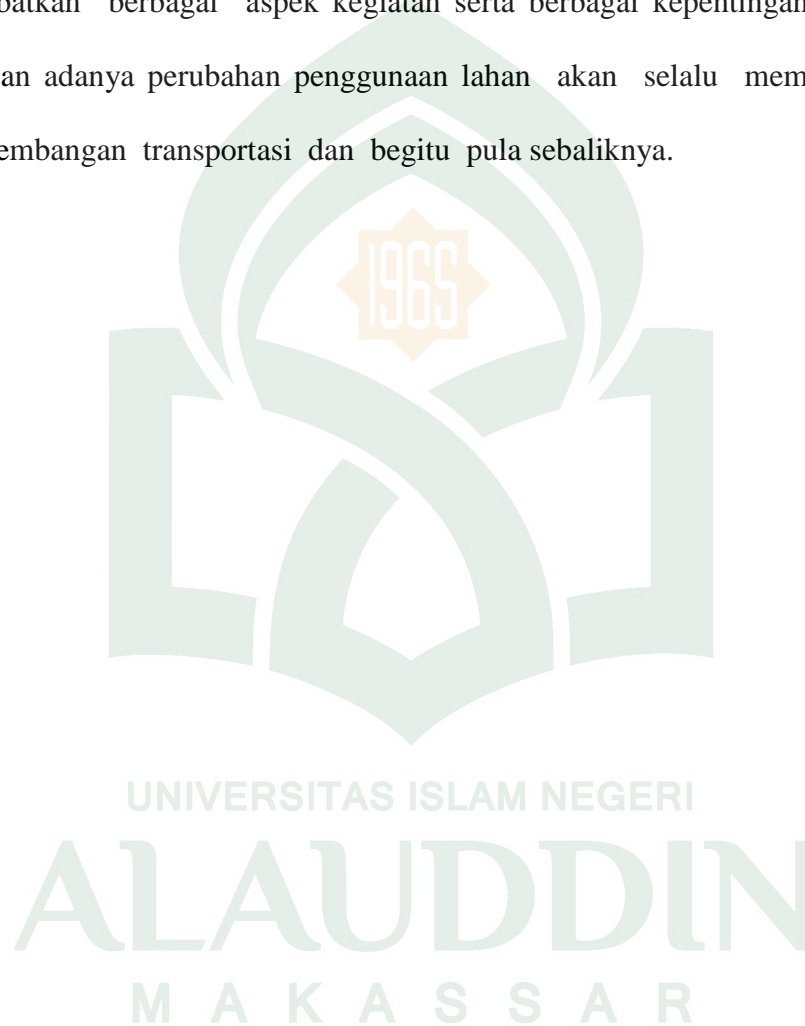 batkan berbagai aspek kegiatan serta berbagai kepentingan
an adanya perubahan penggunaan lahan akan selalu mem
embangan transportasi dan begitu pula sebaliknya.
1965
UNIVERSITAS ISLAM NEGERI
ALAUDDIN
MAKASSAR